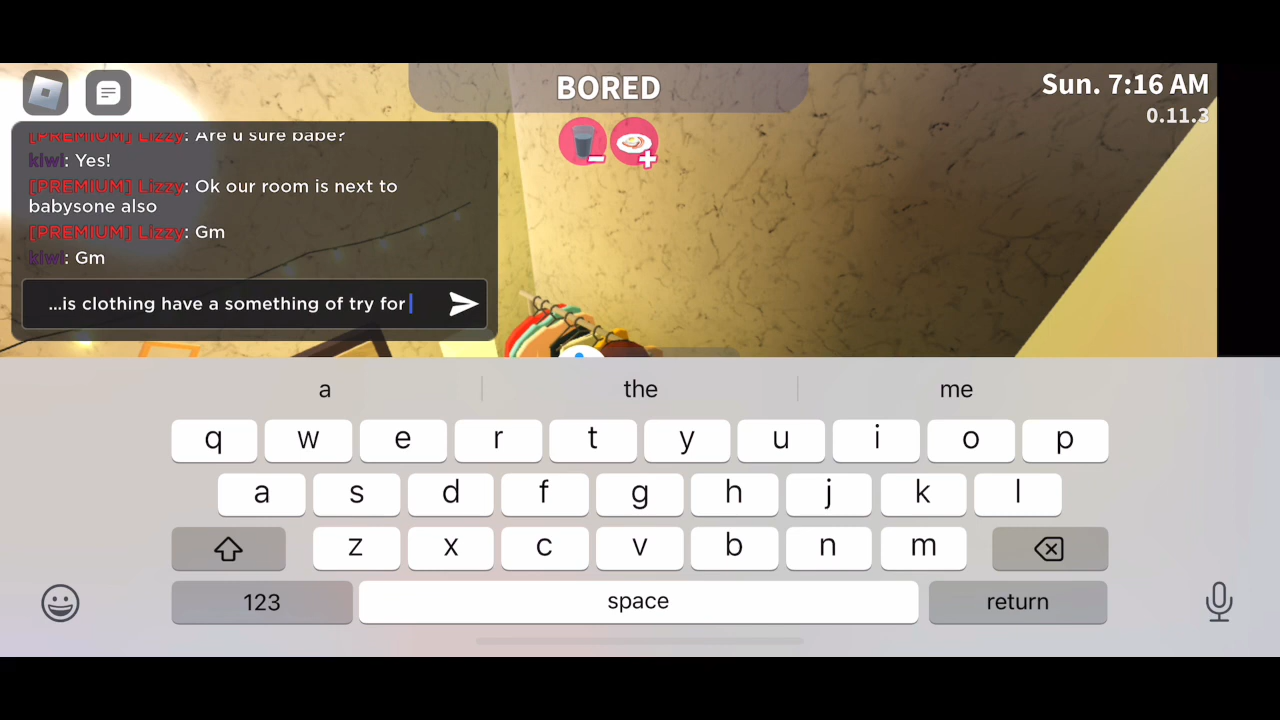 BORED
Sun. 7:16 AM
0.11.3
[PREMIUM] Lizzy: Are u sure babe?
kiwi: Yes!
[PREMIUM] Lizzy: Ok our room is next to
babysone also
[PREMIUM] Lizzy: Gm
kiwi: Gm
...is clothing have a something of try for
a the me
q w e r t y u i o p
a s d f g h j k l
z x c v b n m
123 space return